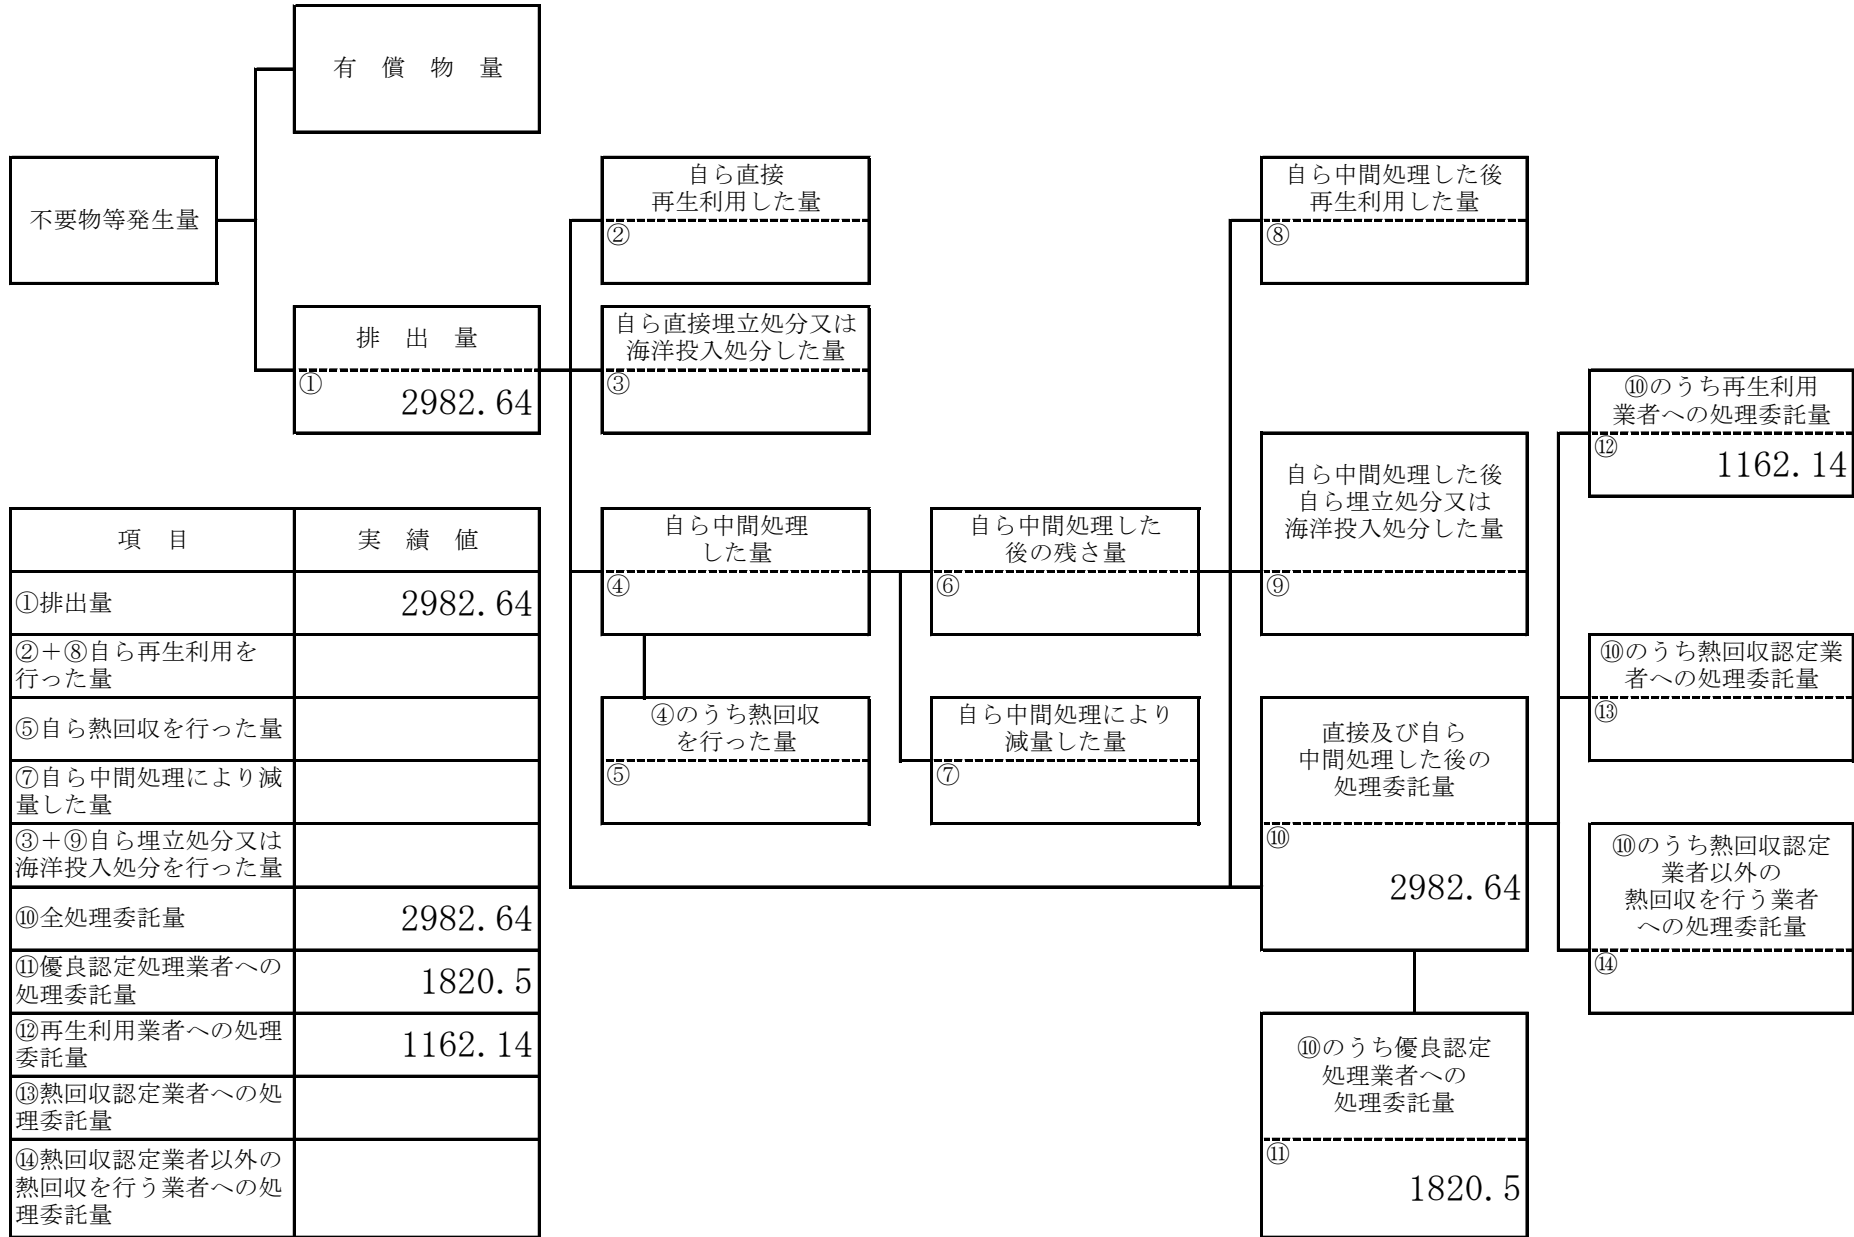 有 償 物 量
不要物等発生量
排 出 量
①
2982.64
自ら直接
再生利用した量
②
自ら直接埋立処分又は
海洋投入処分した量
③
自ら中間処理
した量
④
④のうち熱回収
を行った量
⑤
自ら中間処理した
後の残さ量
⑥
自ら中間処理により
減量した量
⑦
自ら中間処理した後
再生利用した量
⑧
自ら中間処理した後
自ら埋立処分又は
海洋投入処分した量
⑨
直接及び自ら
中間処理した後の
処理委託量
⑩
2982.64
⑩のうち優良認定
処理業者への
処理委託量
⑪
1820.5
⑩のうち再生利用
業者への処理委託量
⑫
1162.14
⑩のうち熱回収認定業
者への処理委託量
⑬
⑩のうち熱回収認定
業者以外の
熱回収を行う業者
への処理委託量
⑭
項 目 実 績 値
①排出量 2982.64
②+⑧自ら再生利用を
行った量
⑤自ら熱回収を行った量
⑦自ら中間処理により減
量した量
③+⑨自ら埋立処分又は
海洋投入処分を行った量
⑩全処理委託量 2982.64
⑪優良認定処理業者への
処理委託量 1820.5
⑫再生利用業者への処理
委託量 1162.14
⑬熱回収認定業者への処
理委託量
⑭熱回収認定業者以外の
熱回収を行う業者への処
理委託量